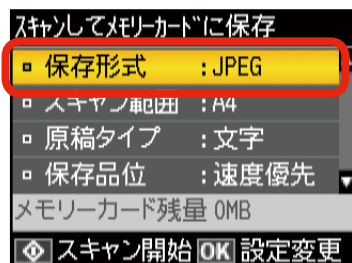 スキャンしてメモリーカードに保存
保存形式 :JPEG
スキャン範囲 :A4
原稿タイプ :文字
保存品位 :速度優先
メモリーカード残量 0MB
スキャン開始 OK 設定変更